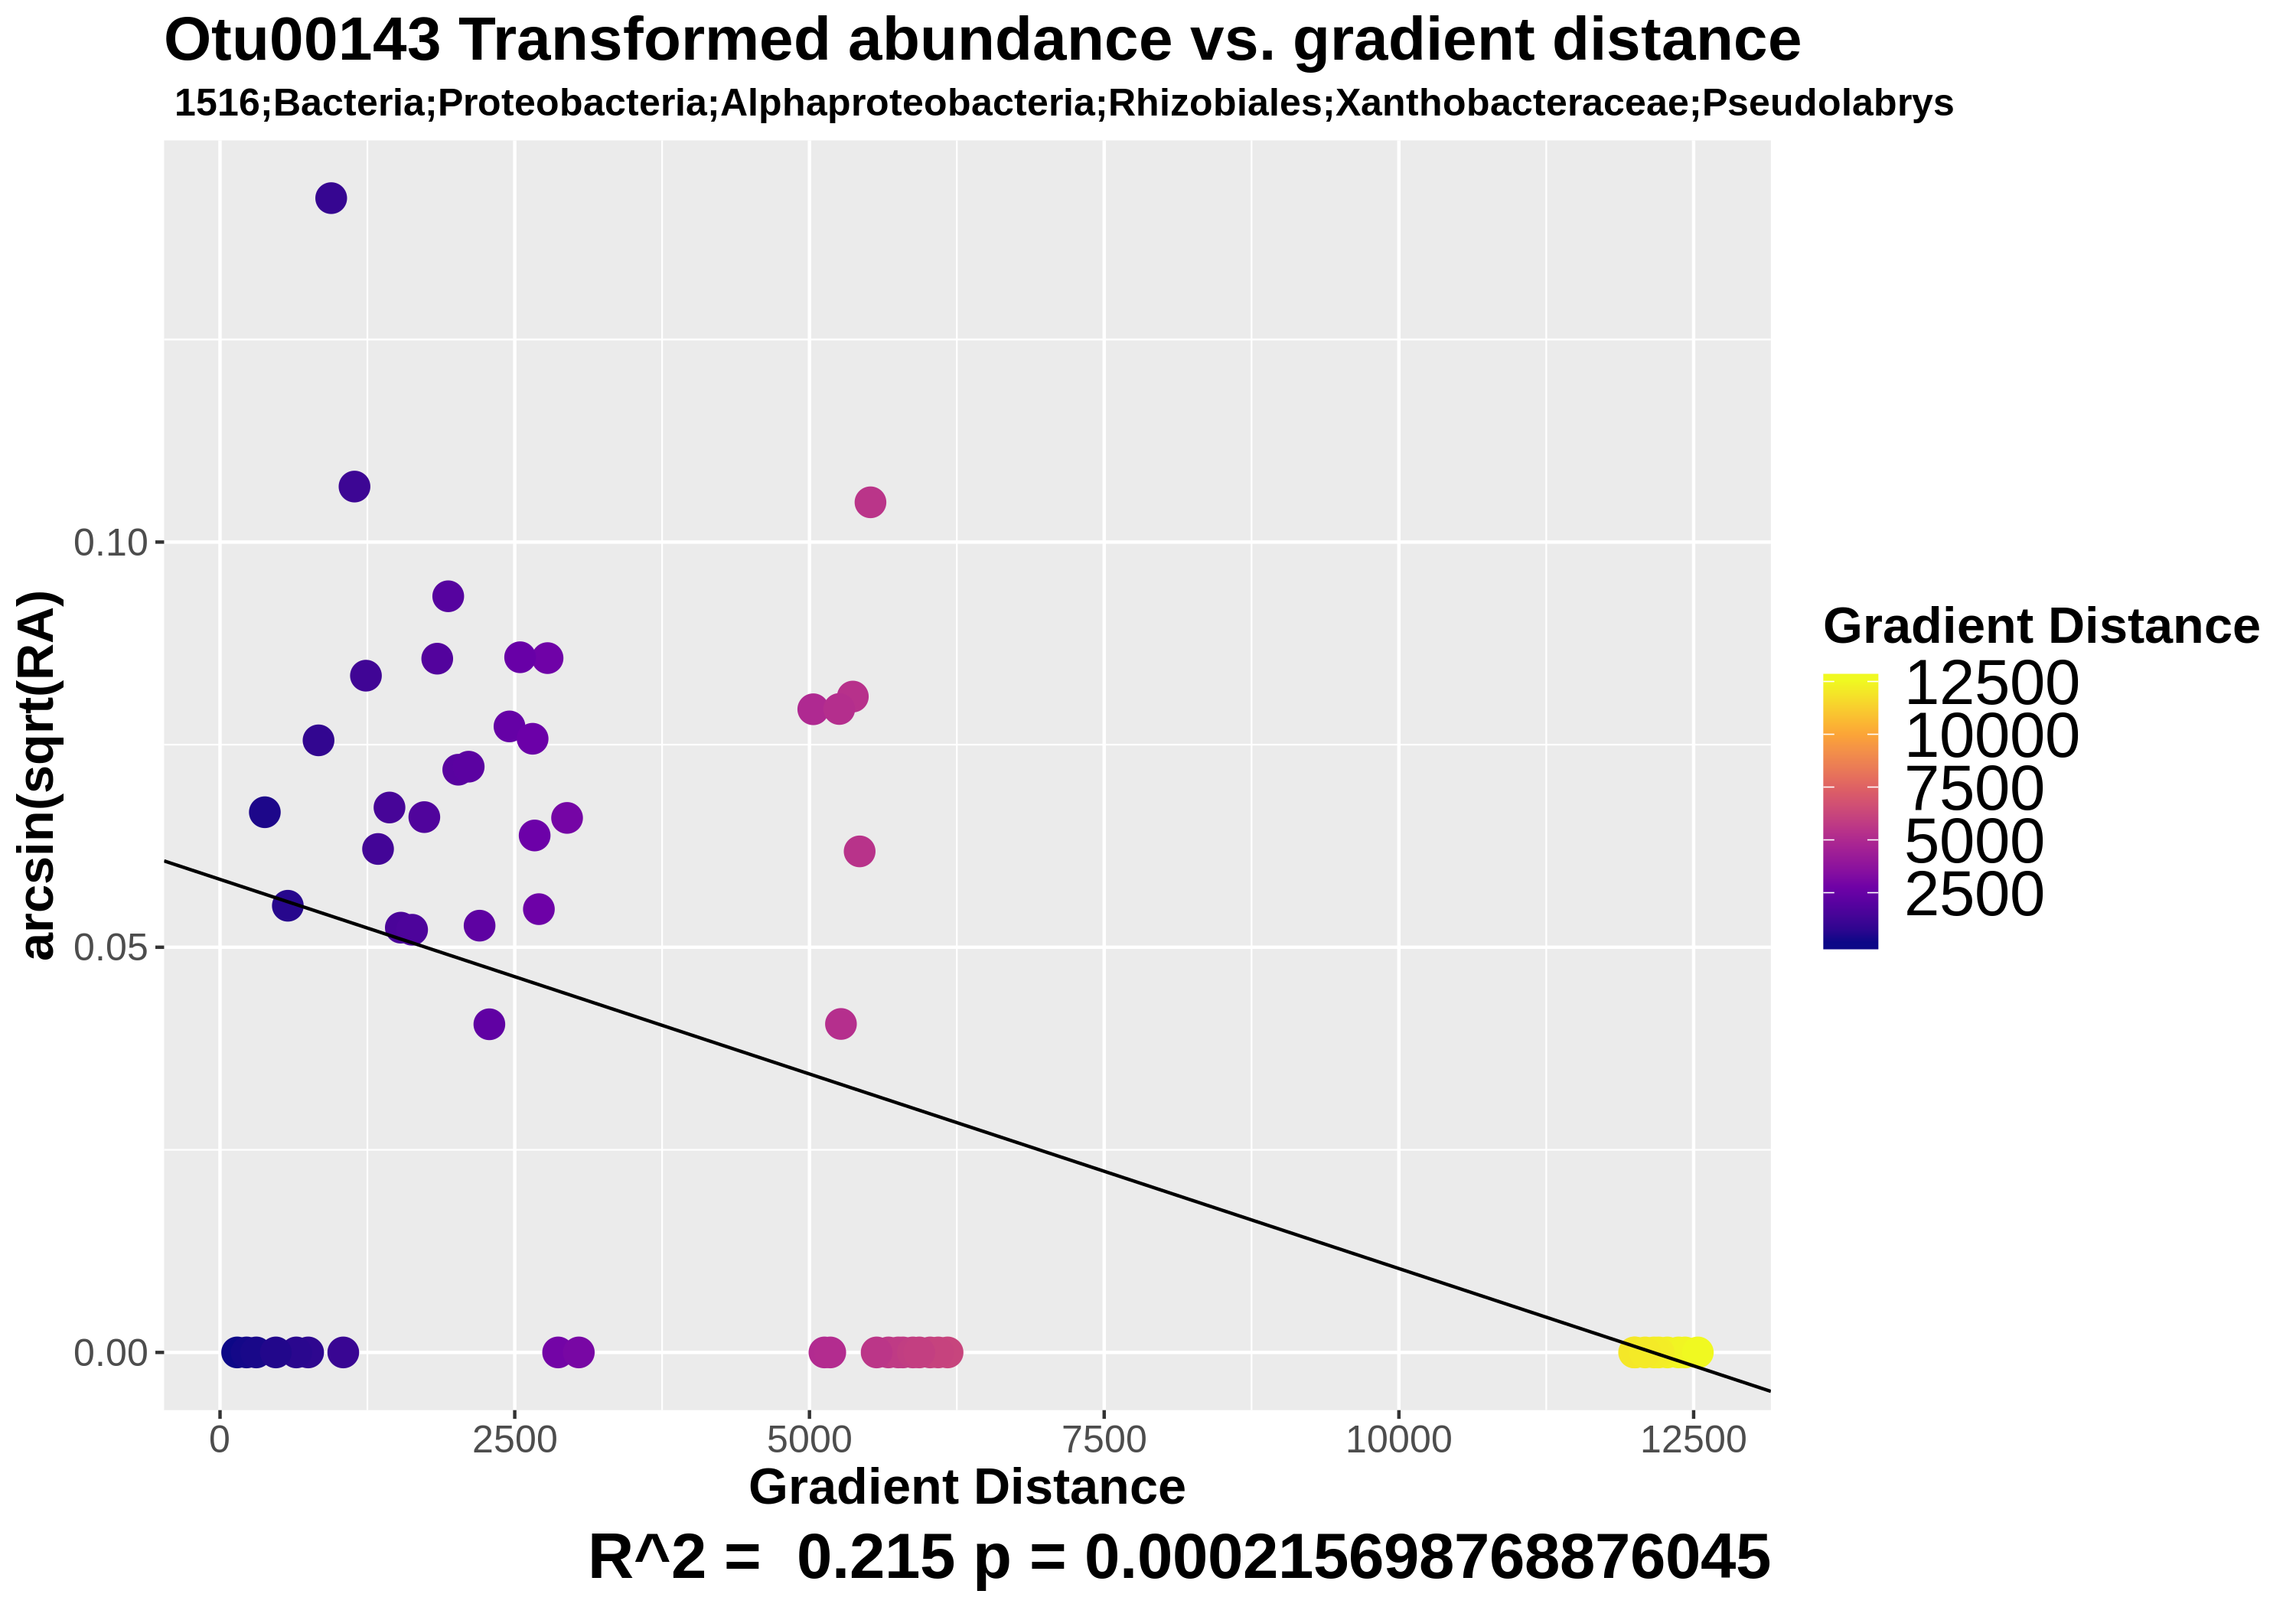 Otu00143 Transformed abundance vs. gradient distance
1516;Bacteria;Proteobacteria;Alphaproteobacteria;Rhizobiales;Xanthobacteraceae;Pseudolabrys
arcsin(sqrt(RA)
0.10
0.05
0.00
0 2500 5000 7500 10000 12500
Gradient Distance
R^2 =  0.215 p = 0.000215698768876045
Gradient Distance
12500
10000
7500
5000
2500